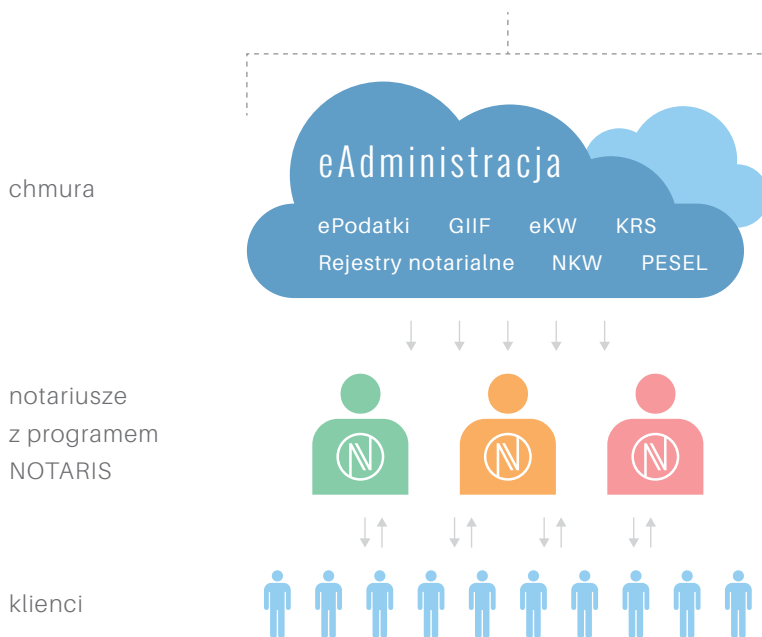 eAdministracja
chmura
ePodatki GIIF eKW KRS
Rejestry notarialne NKW PESEL
notariusze
z programem
NOTARIS
N N N
klienci